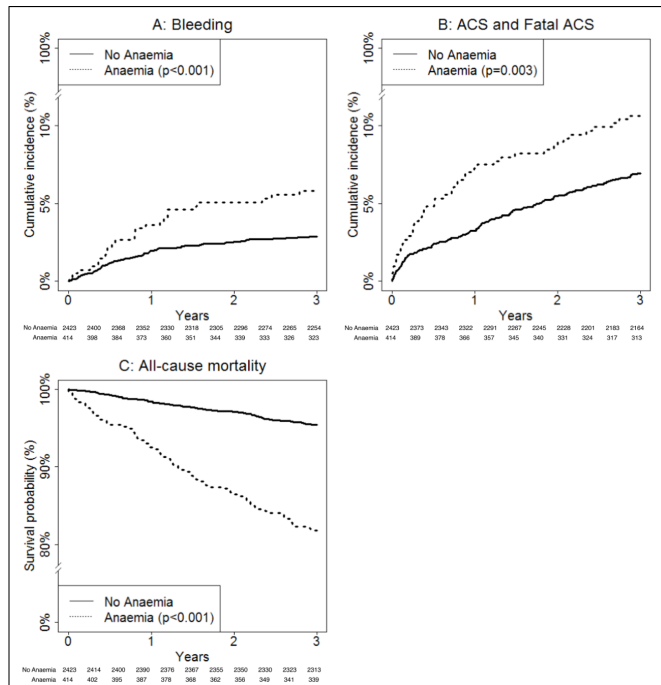 A: Bleeding
100%
No Anaemia
Anaemia (p<0.001)
Cumulative incidence (%)
10%
5%
0%
0 1 2 3
Years
No Anaemia 2423 2400 2368 2352 2330 2318 2305 2296 2274 2265 2254
Anaemia 414 398 384 373 360 351 344 339 333 326 323
B: ACS and Fatal ACS
100%
No Anaemia
Anaemia (p=0.003)
Cumulative incidence (%)
10%
5%
0%
0 1 2 3
Years
No Anaemia 2423 2373 2343 2322 2291 2267 2245 2228 2201 2183 2164
Anaemia 414 389 378 366 357 345 340 331 324 317 313
C: All-cause mortality
100%
90%
Survival probability (%)
80%
No Anaemia
Anaemia (p<0.001)
0%
0 1 2 3
Years
No Anaemia 2423 2414 2400 2390 2376 2367 2355 2350 2330 2323 2313
Anaemia 414 402 395 387 378 368 362 356 349 341 339